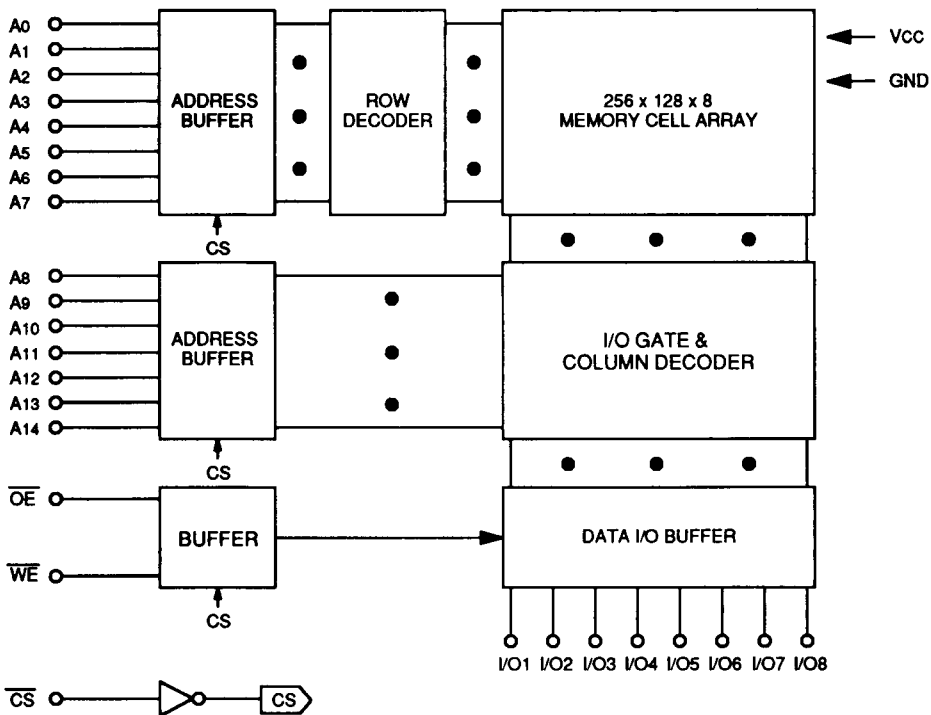 A0
A1
A2
A3
A4
A5
A6
A7
ADDRESS
BUFFER
CS
ROW
DECODER
256 x 128 x 8
MEMORY CELL ARRAY
VCC
GND
A8
A9
A10
A11
A12
A13
A14
ADDRESS
BUFFER
CS
I/O GATE &
COLUMN DECODER
OE
WE
BUFFER
CS
DATA I/O BUFFER
I/O1 I/O2 I/O3 I/O4 I/O5 I/O6 I/O7 I/O8
CS
CS